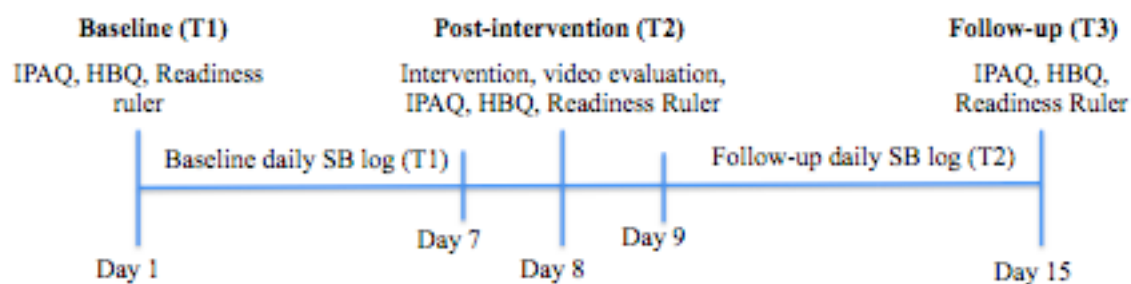 Baseline (T1)
IPAQ, HBQ, Readiness
ruler
Post-intervention (T2)
Intervention, video evaluation,
IPAQ, HBQ, Readiness Ruler
Follow-up (T3)
IPAQ, HBQ,
Readiness Ruler
Baseline daily SB log (T1)
Follow-up daily SB log (T2)
Day 1
Day 7
Day 8
Day 9
Day 15